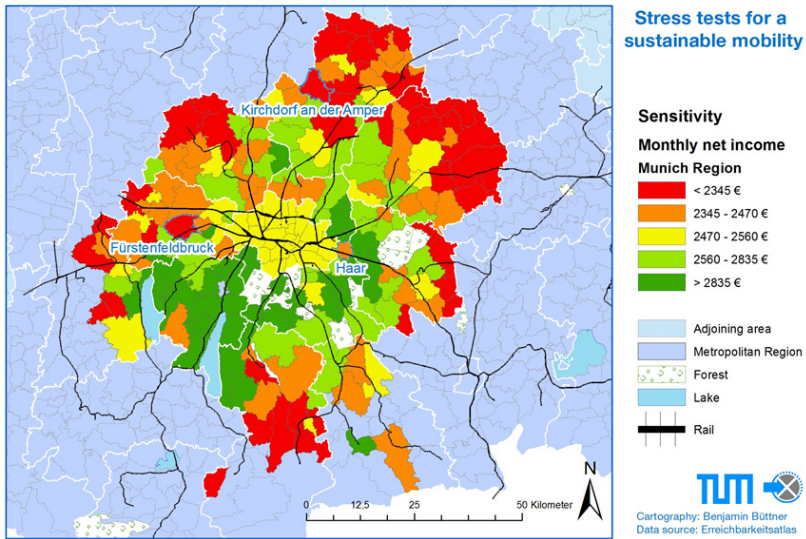 Stress tests for a
sustainable mobility
Kirchdorf an der Amper
Fürstenfeldbruck
Haar
Sensitivity
Monthly net income
Munich Region
< 2345 €
2345 - 2470 €
2470 - 2560 €
2560 - 2835 €
> 2835 €
Adjoining area
Metropolitan Region
Forest
Lake
Rail
N
0 12,5 25 50 Kilometer
TUM
Cartography: Benjamin Büttner
Data source: Erreichbarkeitsatlas